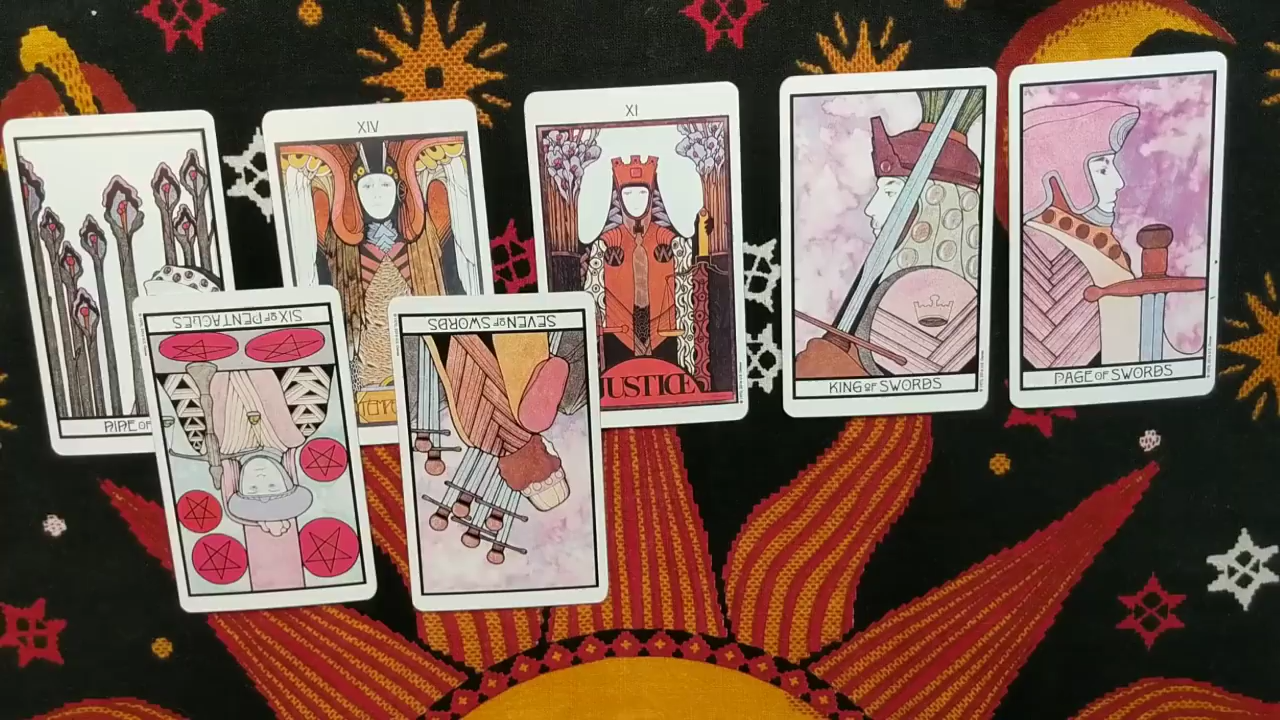 XIV
XI
JUSTICE
KING OF SWORDS
PAGE OF SWORDS
SIX OF PENTACLES
SEVEN OF SWORDS